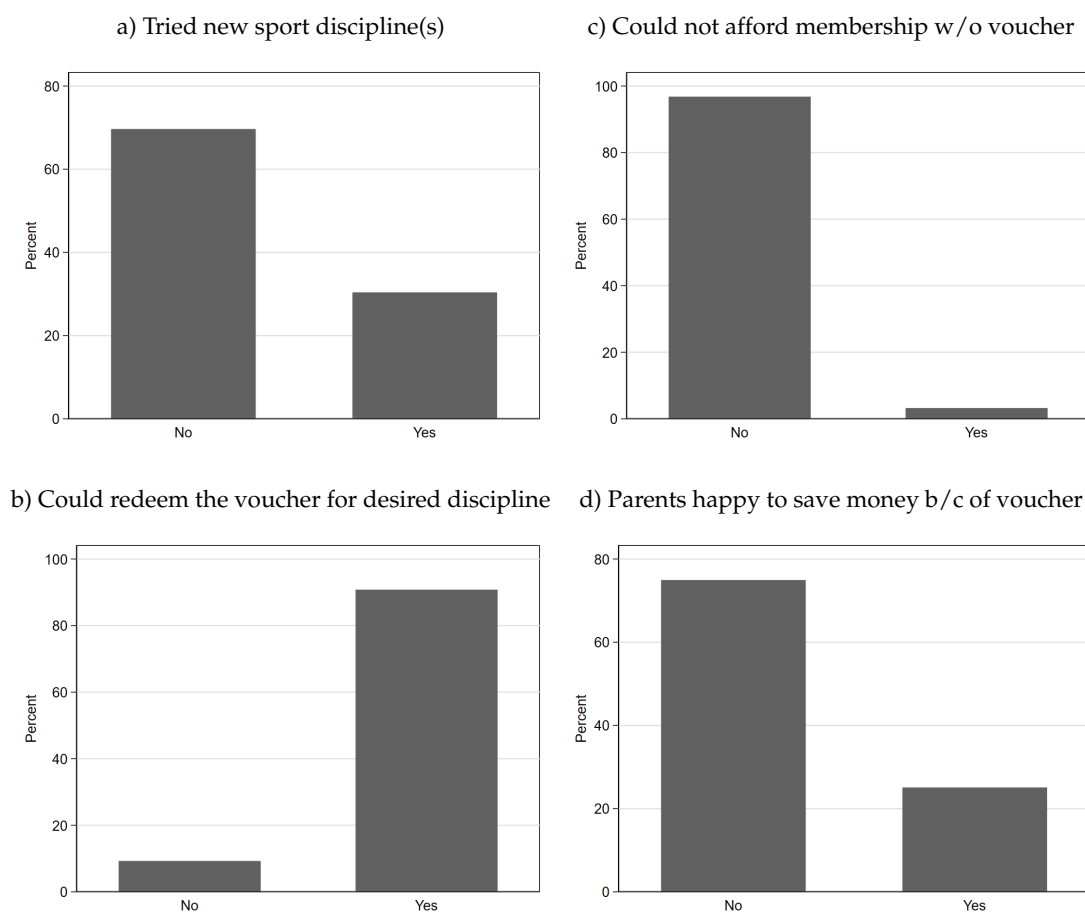 a) Tried new sport discipline(s)
80
60
40
20
0
Percent
No Yes
c) Could not afford membership w/o voucher
100
80
60
40
20
0
Percent
No Yes
b) Could redeem the voucher for desired discipline
100
80
60
40
20
0
Percent
No Yes
d) Parents happy to save money b/c of voucher
80
60
40
20
0
Percent
No Yes